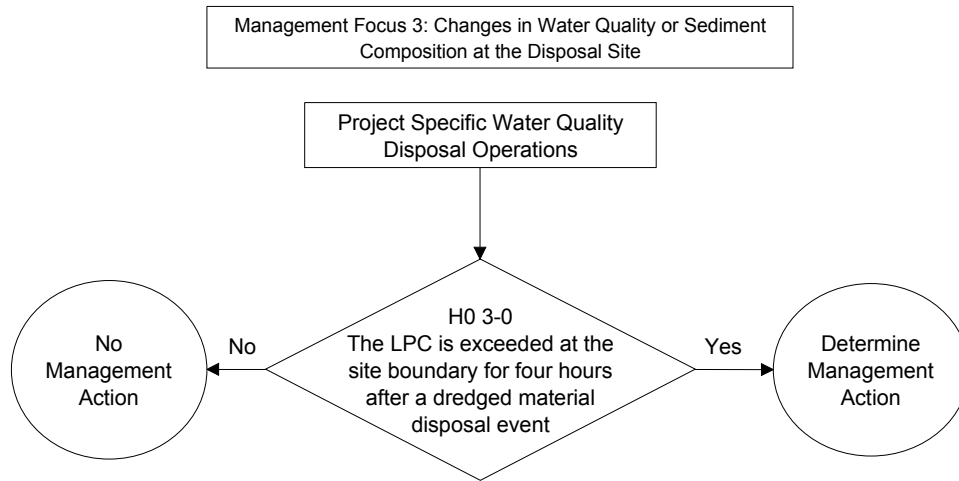 Management Focus 3: Changes in Water Quality or Sediment
Composition at the Disposal Site
Project Specific Water Quality
Disposal Operations
H0 3-0
The LPC is exceeded at the
site boundary for four hours
after a dredged material
disposal event
No
Yes
No
Management
Action
Determine
Management
Action